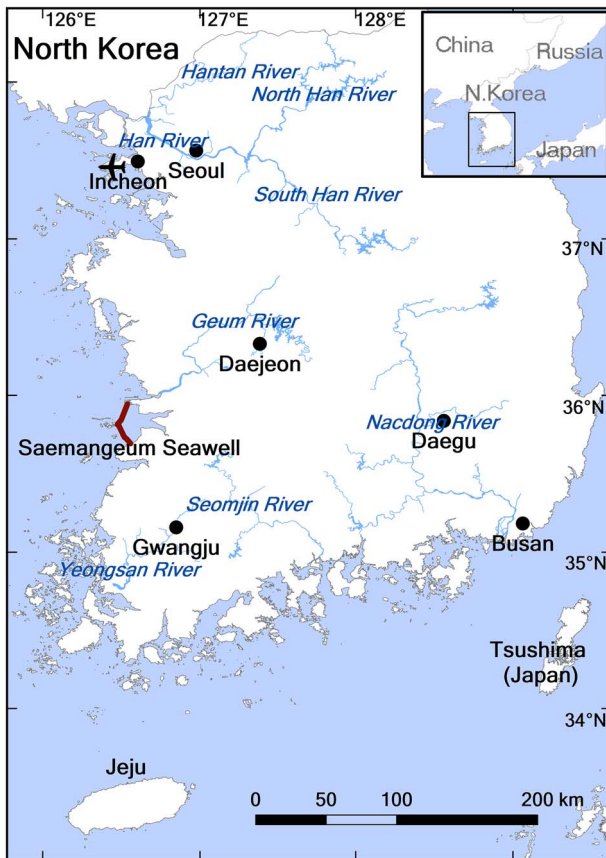 126°E
127°E
128°E
North Korea
China
Russia
N.Korea
Japan
Hantan River
North Han River
Han River
Seoul
Incheon
South Han River
37°N
Geum River
Daejeon
36°N
Nacdong River
Daegu
Saemangeum Seawell
Seomjin River
Gwangju
Busan
35°N
Yeongsan River
Tsushima
(Japan)
34°N
Jeju
0 50 100 200 km